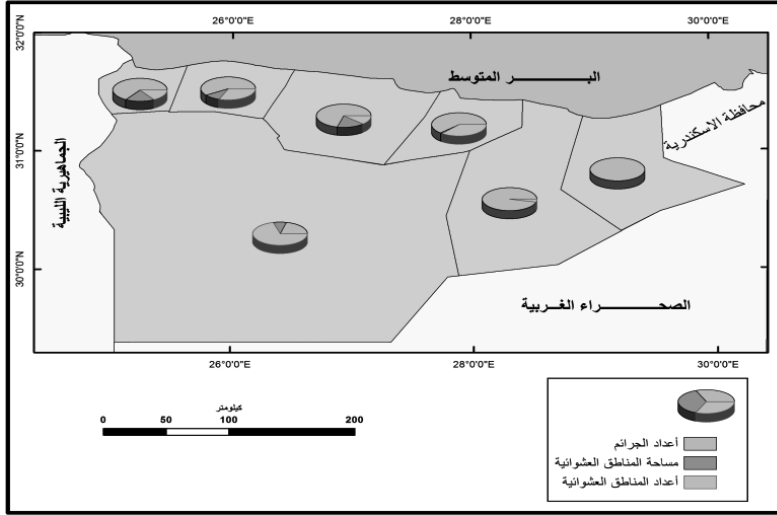 26°0'0"E 28°0'0"E 30°0'0"E
32°0'0"N
31°0'0"N
30°0'0"N
البـــــــــــر المتوسط
محافظة الاسكندرية
الجماهيرية الليبية
الصحـــــــــراء الغـربية
26°0'0"E 28°0'0"E 30°0'0"E
كيلومتر
0 50 100 200
أعداد الجرائم
مساحة المناطق العشوائية
أعداد المناطق العشوائية